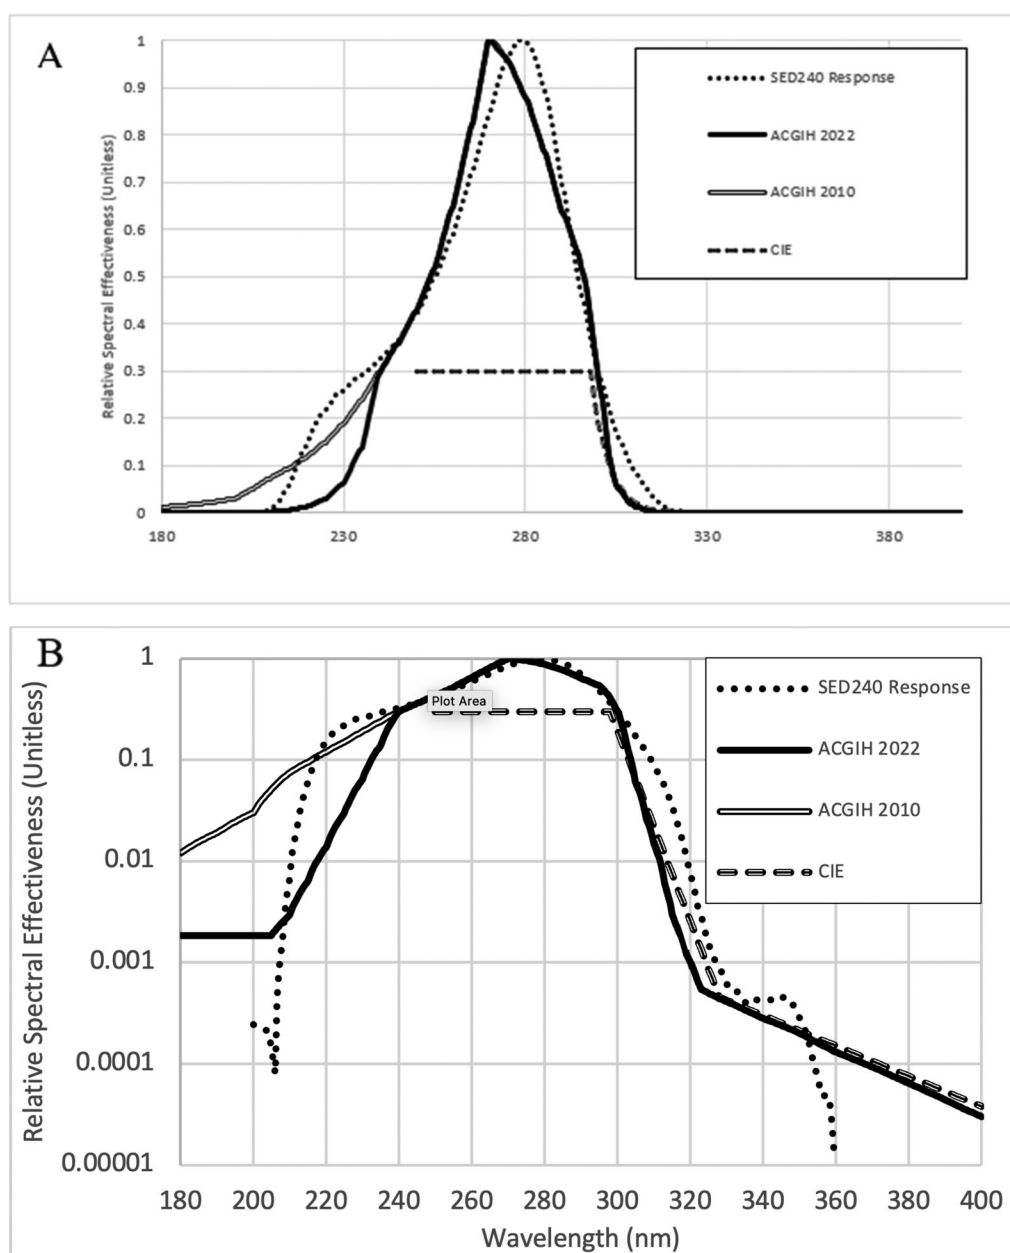 A
Relative Spectral Effectiveness (Unitless)
1
0.9
0.8
0.7
0.6
0.5
0.4
0.3
0.2
0.1
0
180 230 280 330 380
SED240 Response
ACGIH 2022
ACGIH 2010
CIE
B
Relative Spectral Effectiveness (Unitless)
1
0.1
0.01
0.001
0.0001
0.00001
Plot Area
SED240 Response
ACGIH 2022
ACGIH 2010
CIE
180 200 220 240 260 280 300 320 340 360 380 400
Wavelength (nm)